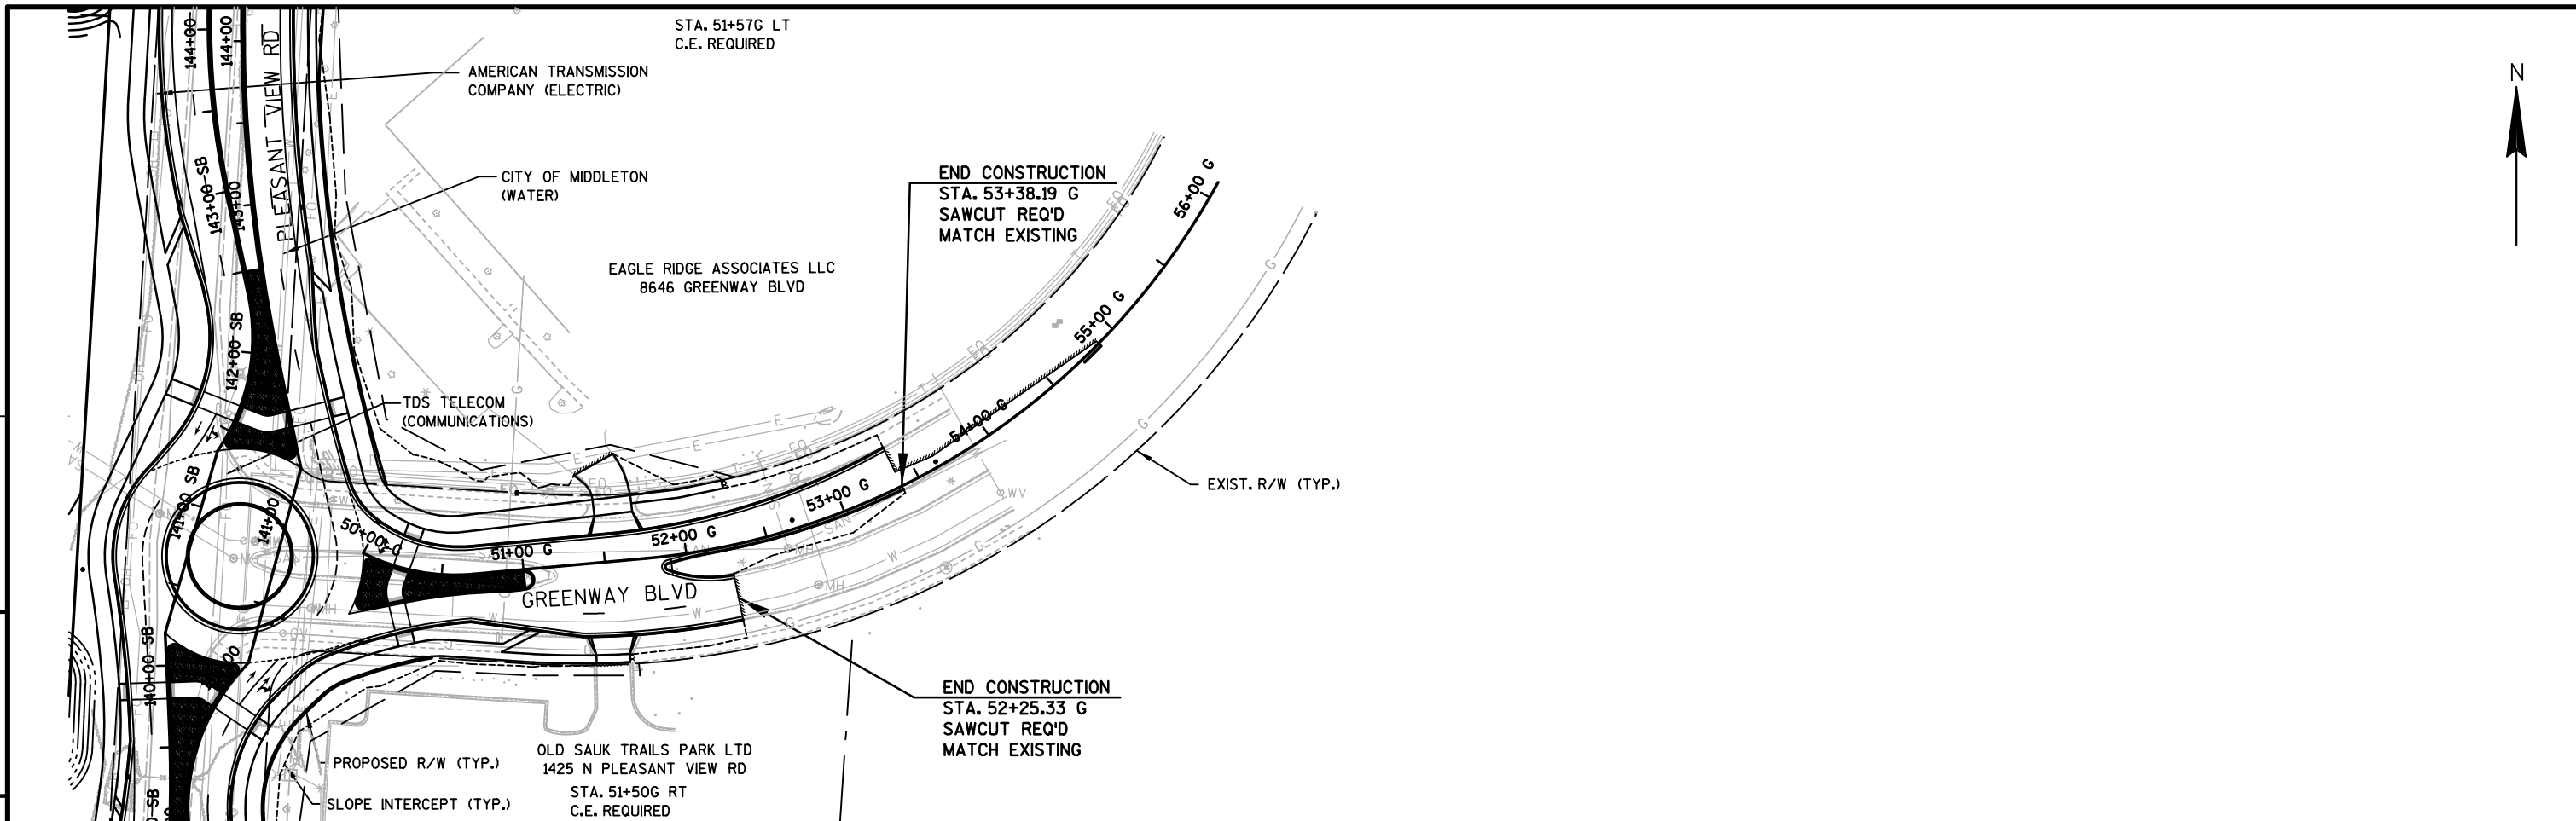 STA. 51+57G LT
C.E. REQUIRED
144+00
144+00
PLEASANT VIEW RD
AMERICAN TRANSMISSION
COMPANY (ELECTRIC)
N
CITY OF MIDDLETON
(WATER)
143+00 SB
143+00
END CONSTRUCTION
STA. 53+38.19 G
SAWCUT REQ'D
MATCH EXISTING
56+00 G
EAGLE RIDGE ASSOCIATES LLC
8646 GREENWAY BLVD
55+00 G
142+00 SB
TDS TELECOM
(COMMUNICATIONS)
54+00 G
EXIST. R/W (TYP.)
WV
141+00 SB
141+00
50+00 G
51+00 G
52+00 G
53+00 G
SAN
MH
MH
GREENWAY BLVD
140+00 SB
END CONSTRUCTION
STA. 52+25.33 G
SAWCUT REQ'D
MATCH EXISTING
OLD SAUK TRAILS PARK LTD
1425 N PLEASANT VIEW RD
STA. 51+50G RT
C.E. REQUIRED
PROPOSED R/W (TYP.)
SLOPE INTERCEPT (TYP.)
SB